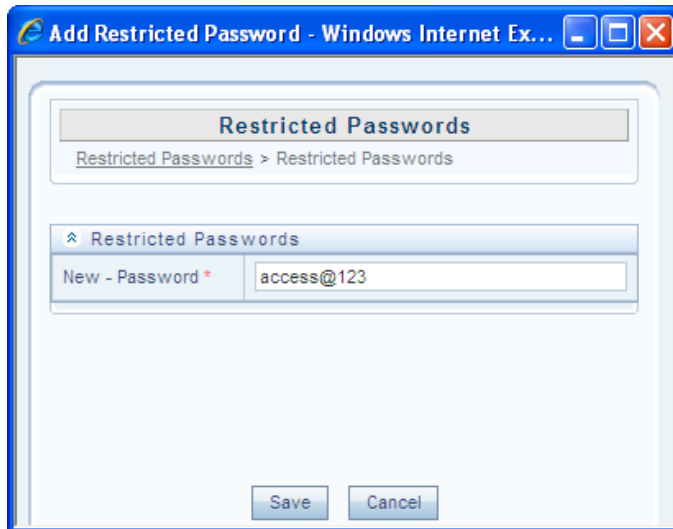 Add Restricted Password - Windows Internet Ex...
Restricted Passwords
Restricted Passwords > Restricted Passwords
Restricted Passwords
New - Password * access@123
Save Cancel